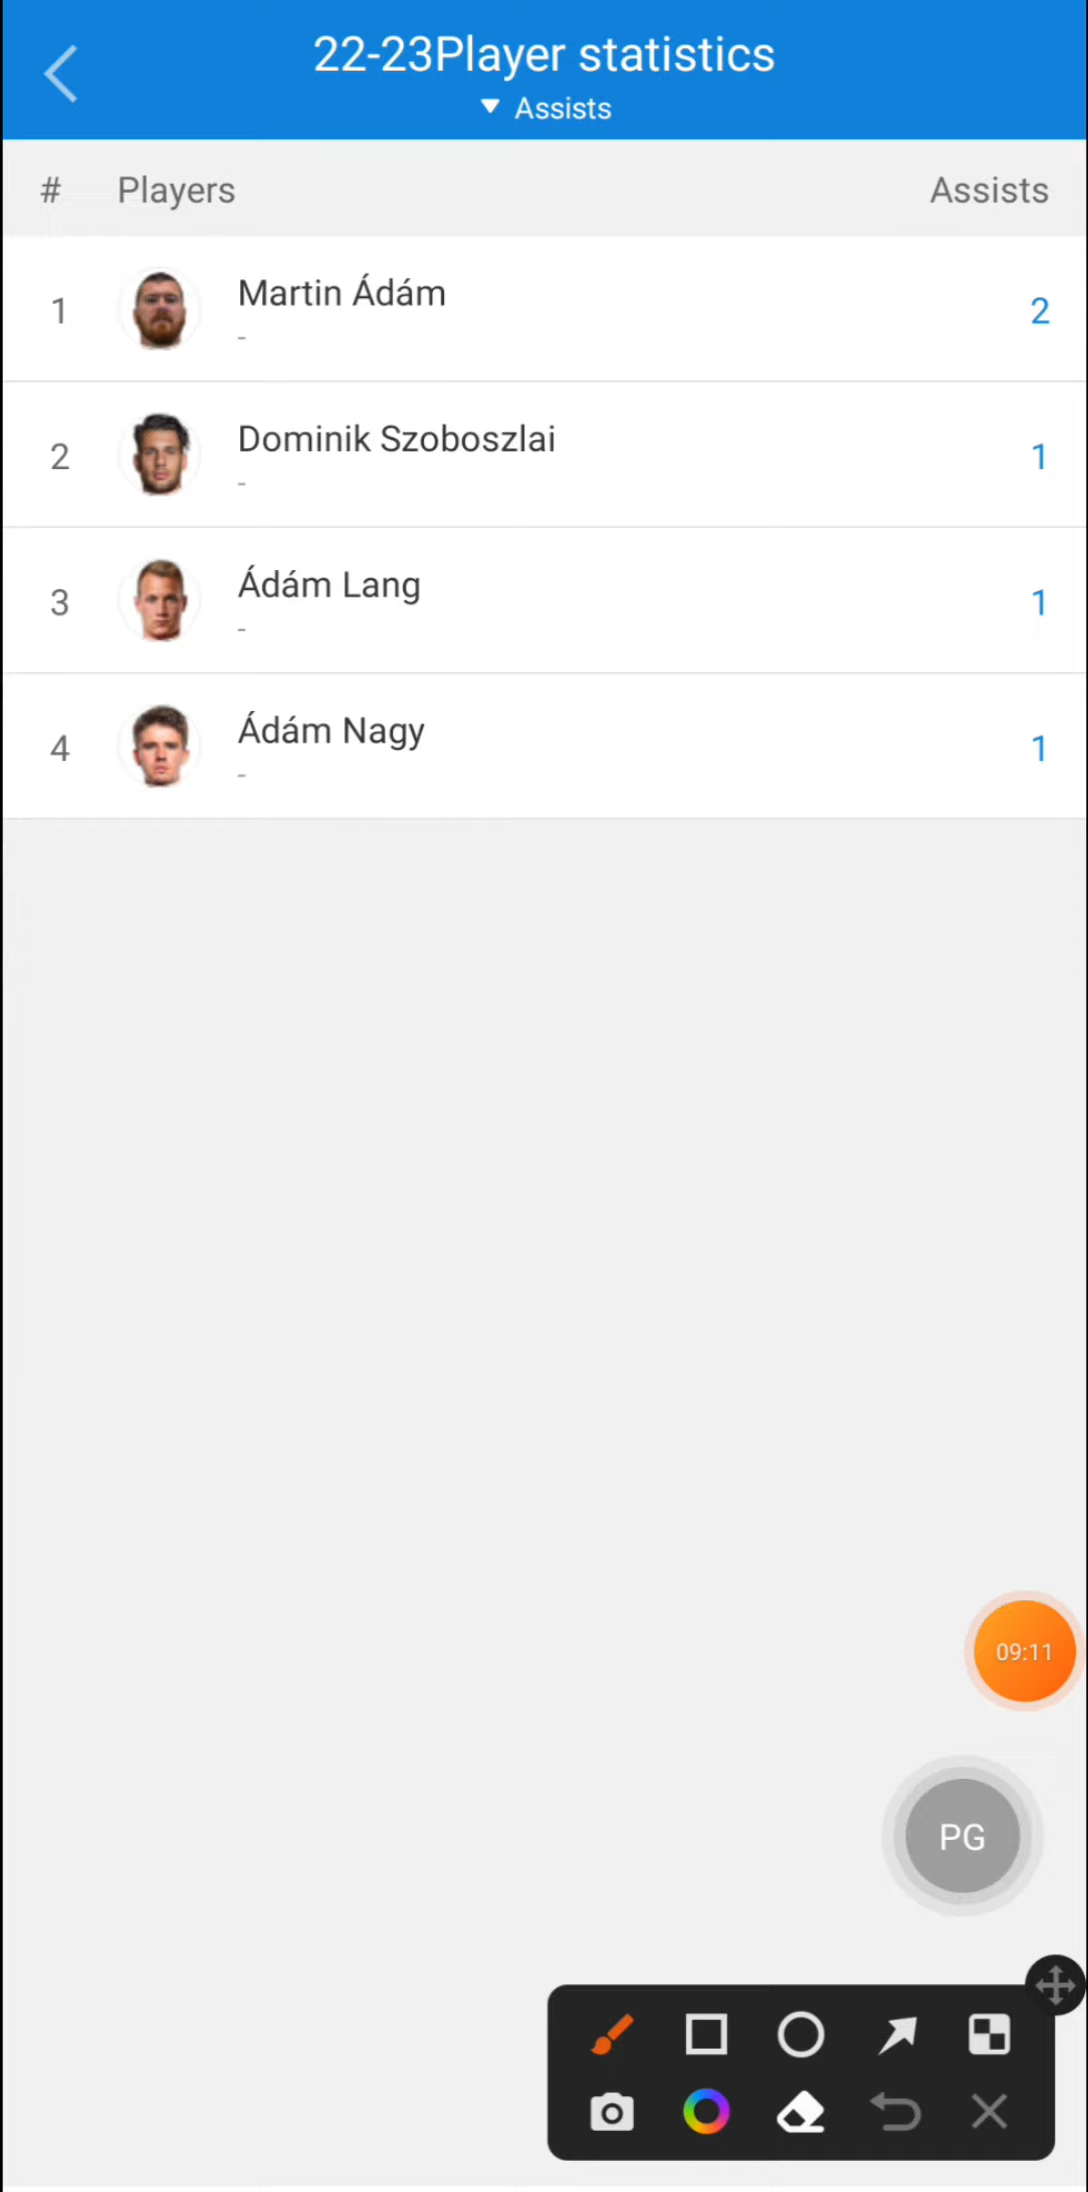 22-23Player statistics
▼ Assists
# Players Assists
1 Martin Ádám 2
-
2 Dominik Szoboszlai 1
-
3 Ádám Lang 1
-
4 Ádám Nagy 1
-
09:11
PG